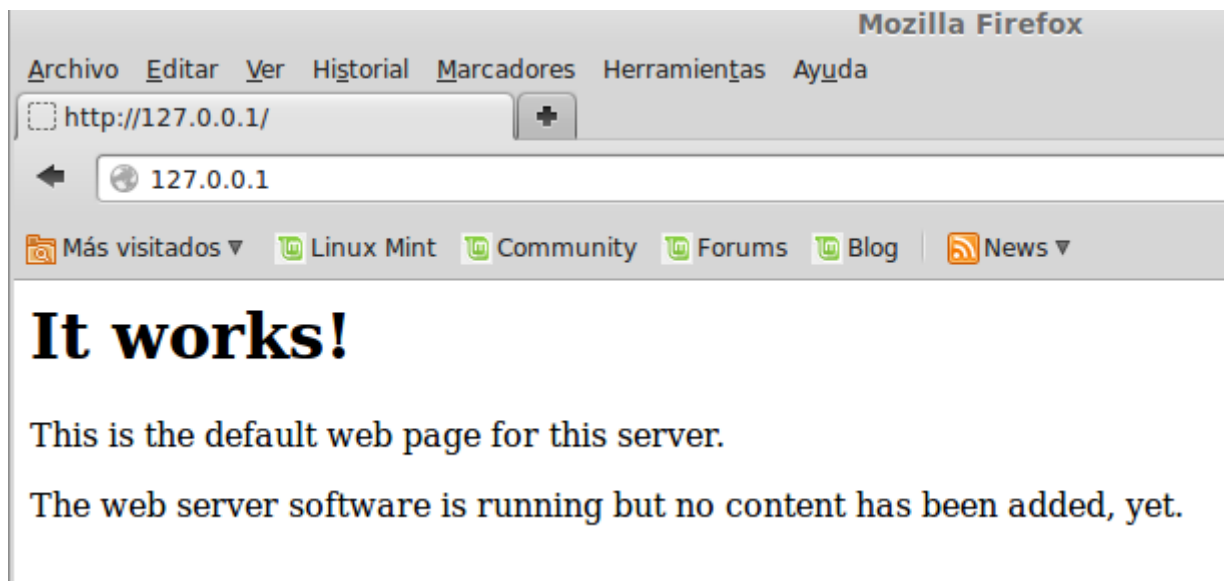 Mozilla Firefox
Archivo Editar Ver Historial Marcadores Herramientas Ayuda
http://127.0.0.1/
127.0.0.1
Más visitados Linux Mint Community Forums Blog News
It works!
This is the default web page for this server.
The web server software is running but no content has been added, yet.